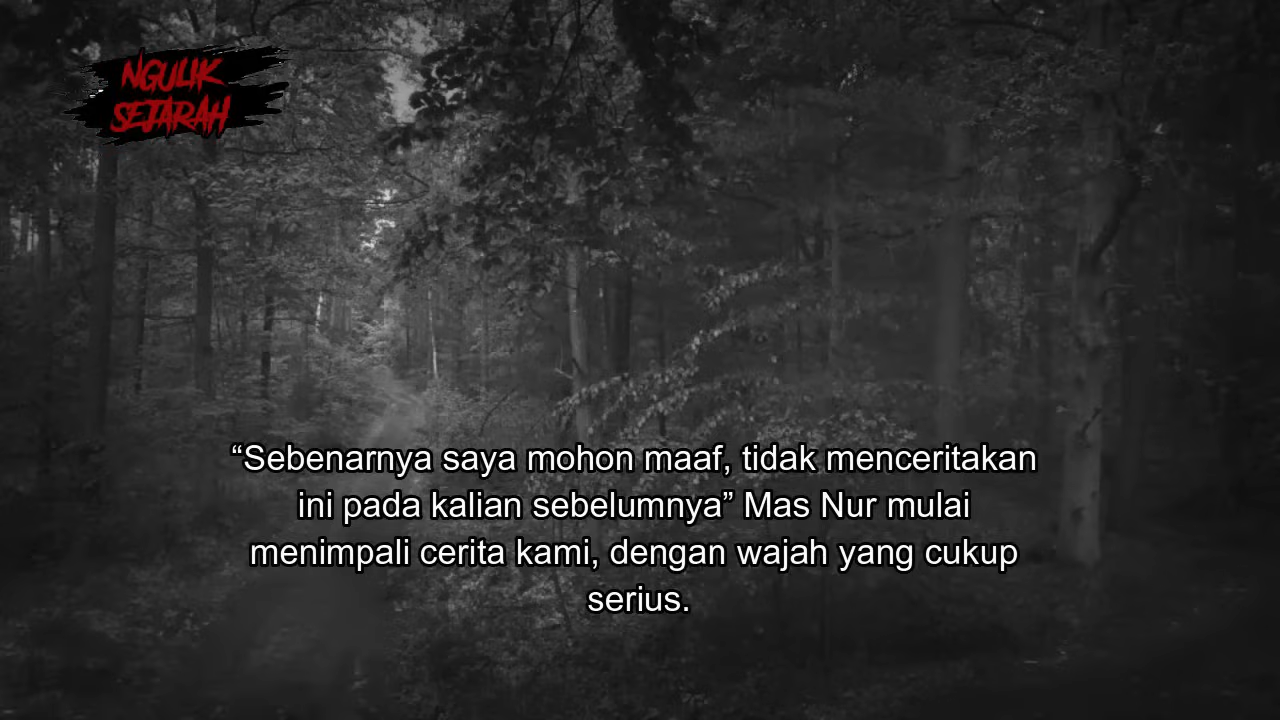 NGULIK
SEJARAH
“Sebenarnya saya mohon maaf, tidak menceritakan
ini pada kalian sebelumnya” Mas Nur mulai
menimpali cerita kami, dengan wajah yang cukup
serius.